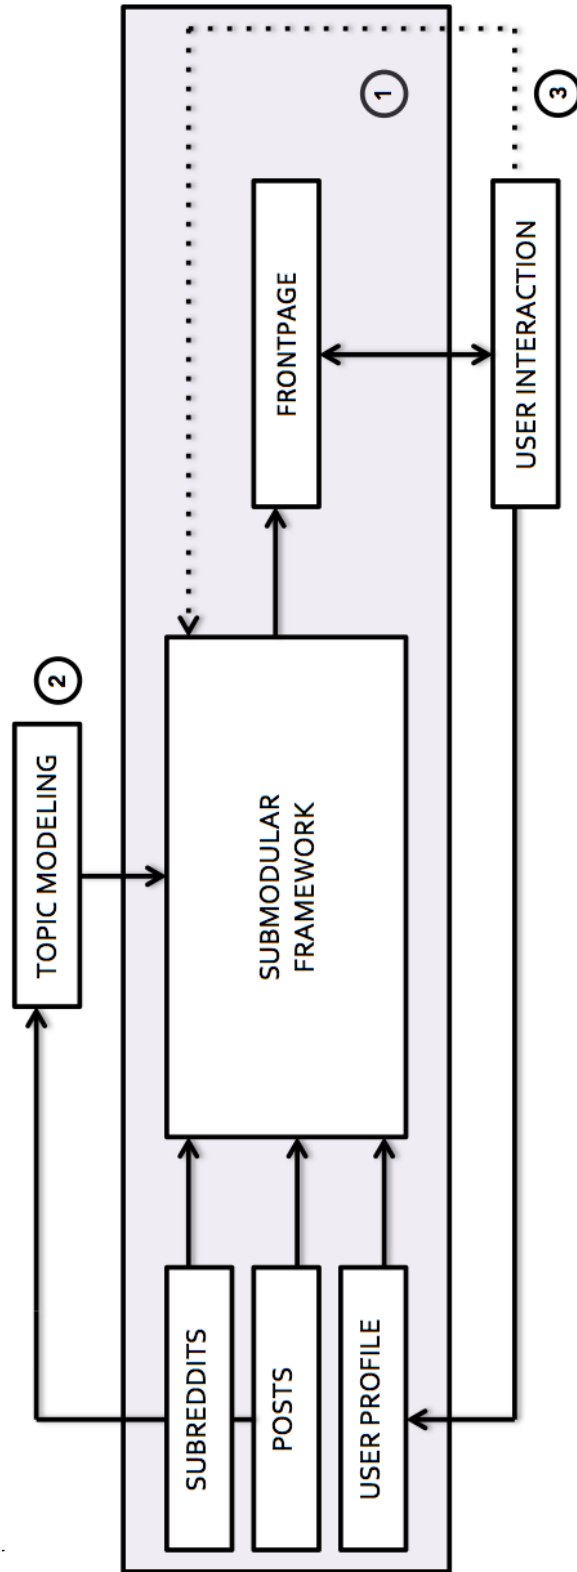 TOPIC MODELING
2
SUBREDDITS
POSTS
USER PROFILE
SUBMODULAR
FRAMEWORK
FRONTPAGE
1
USER INTERACTION
3